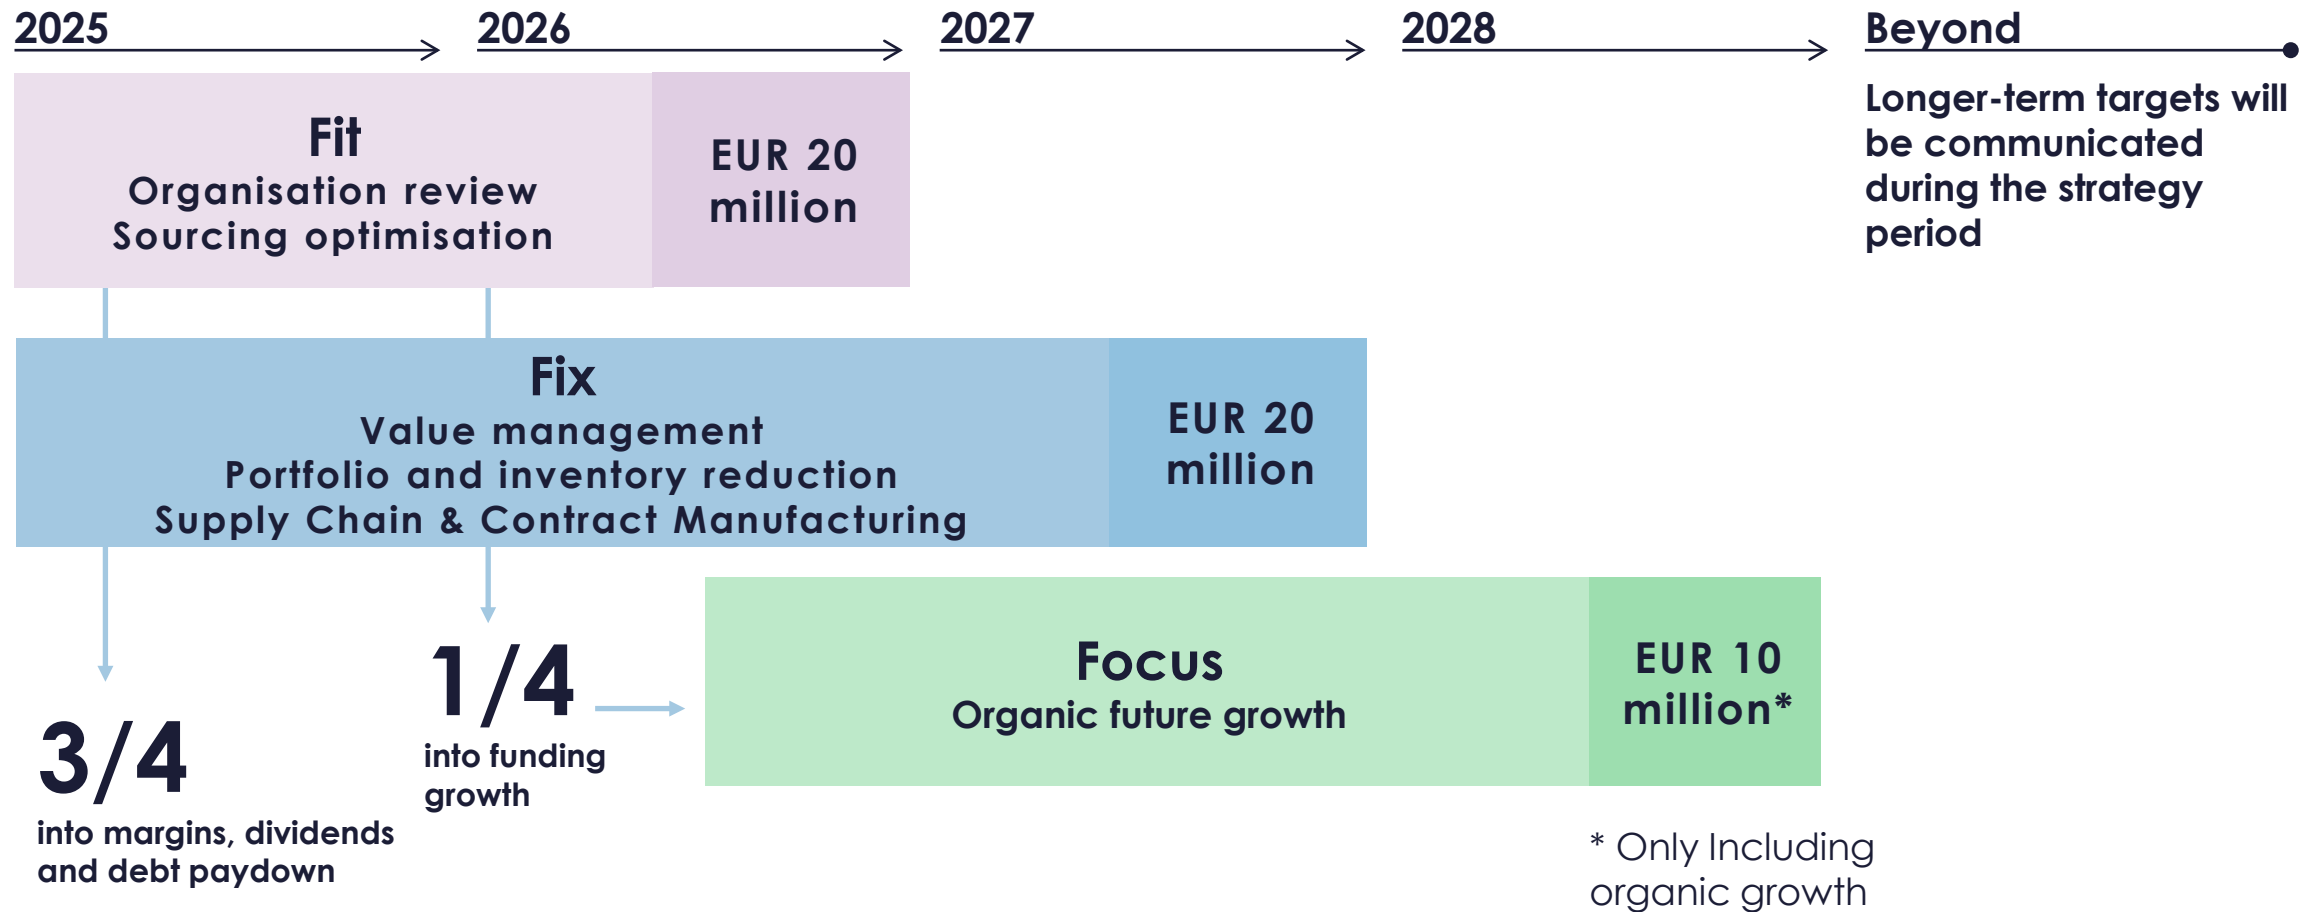 2025
2026
2027
2028
Beyond
Longer-term targets will
be communicated
during the strategy
period
Fit
Organisation review
Sourcing optimisation
EUR 20
million
Fix
Value management
Portfolio and inventory reduction
Supply Chain & Contract Manufacturing
EUR 20
million
3/4
into margins, dividends
and debt paydown
1/4
into funding
growth
Focus
Organic future growth
EUR 10
million*
* Only Including
organic growth